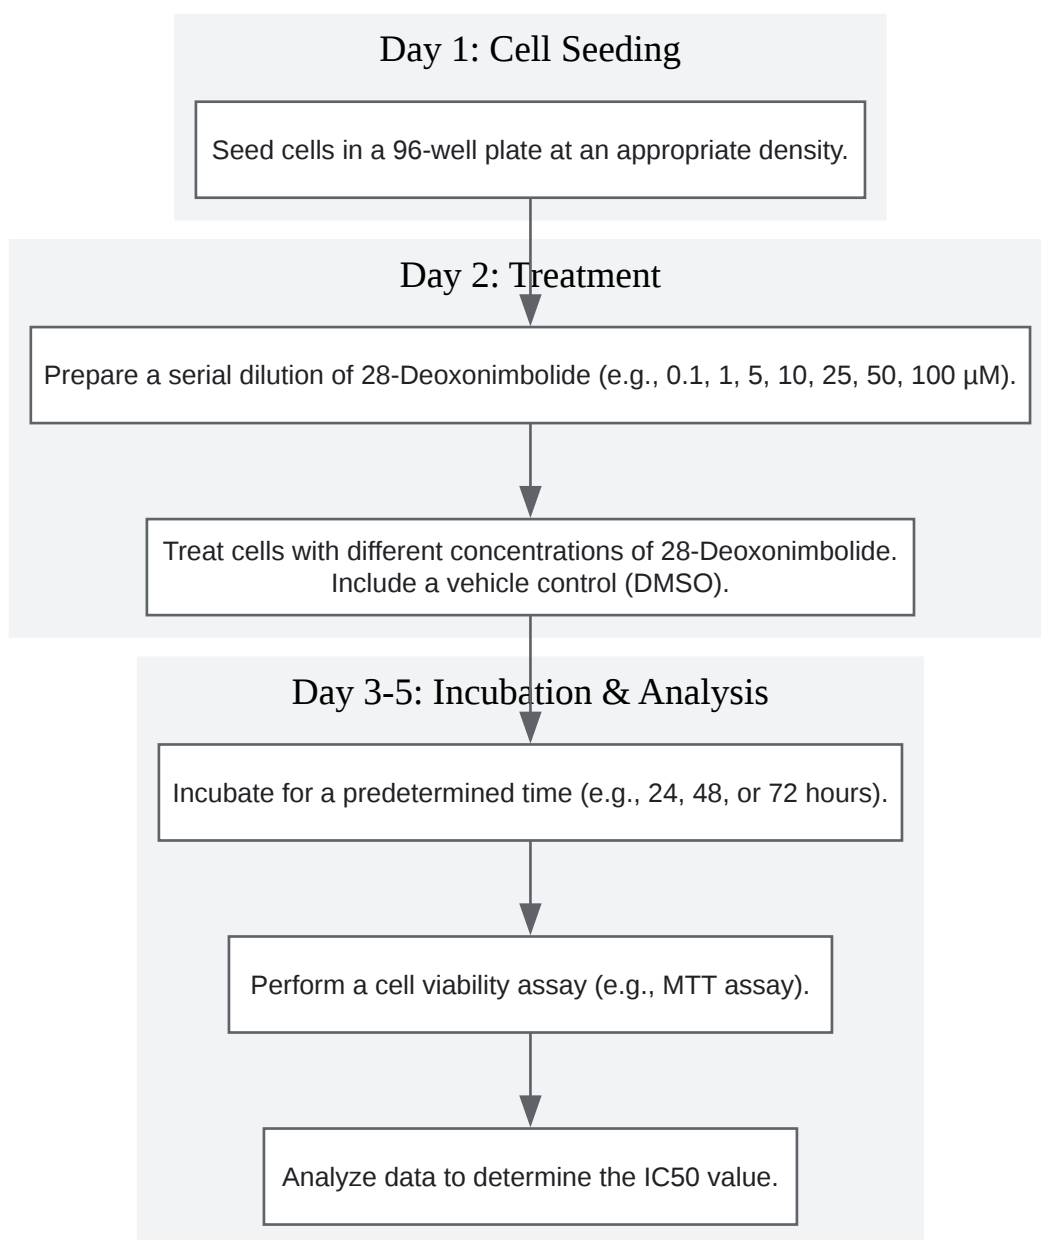 Day 1: Cell Seeding
Seed cells in a 96-well plate at an appropriate density.
Day 2: Treatment
Prepare a serial dilution of 28-Deoxonimbolide (e.g., 0.1, 1, 5, 10, 25, 50, 100 µM).
Treat cells with different concentrations of 28-Deoxonimbolide.
Include a vehicle control (DMSO).
Day 3-5: Incubation & Analysis
Incubate for a predetermined time (e.g., 24, 48, or 72 hours).
Perform a cell viability assay (e.g., MTT assay).
Analyze data to determine the IC50 value.